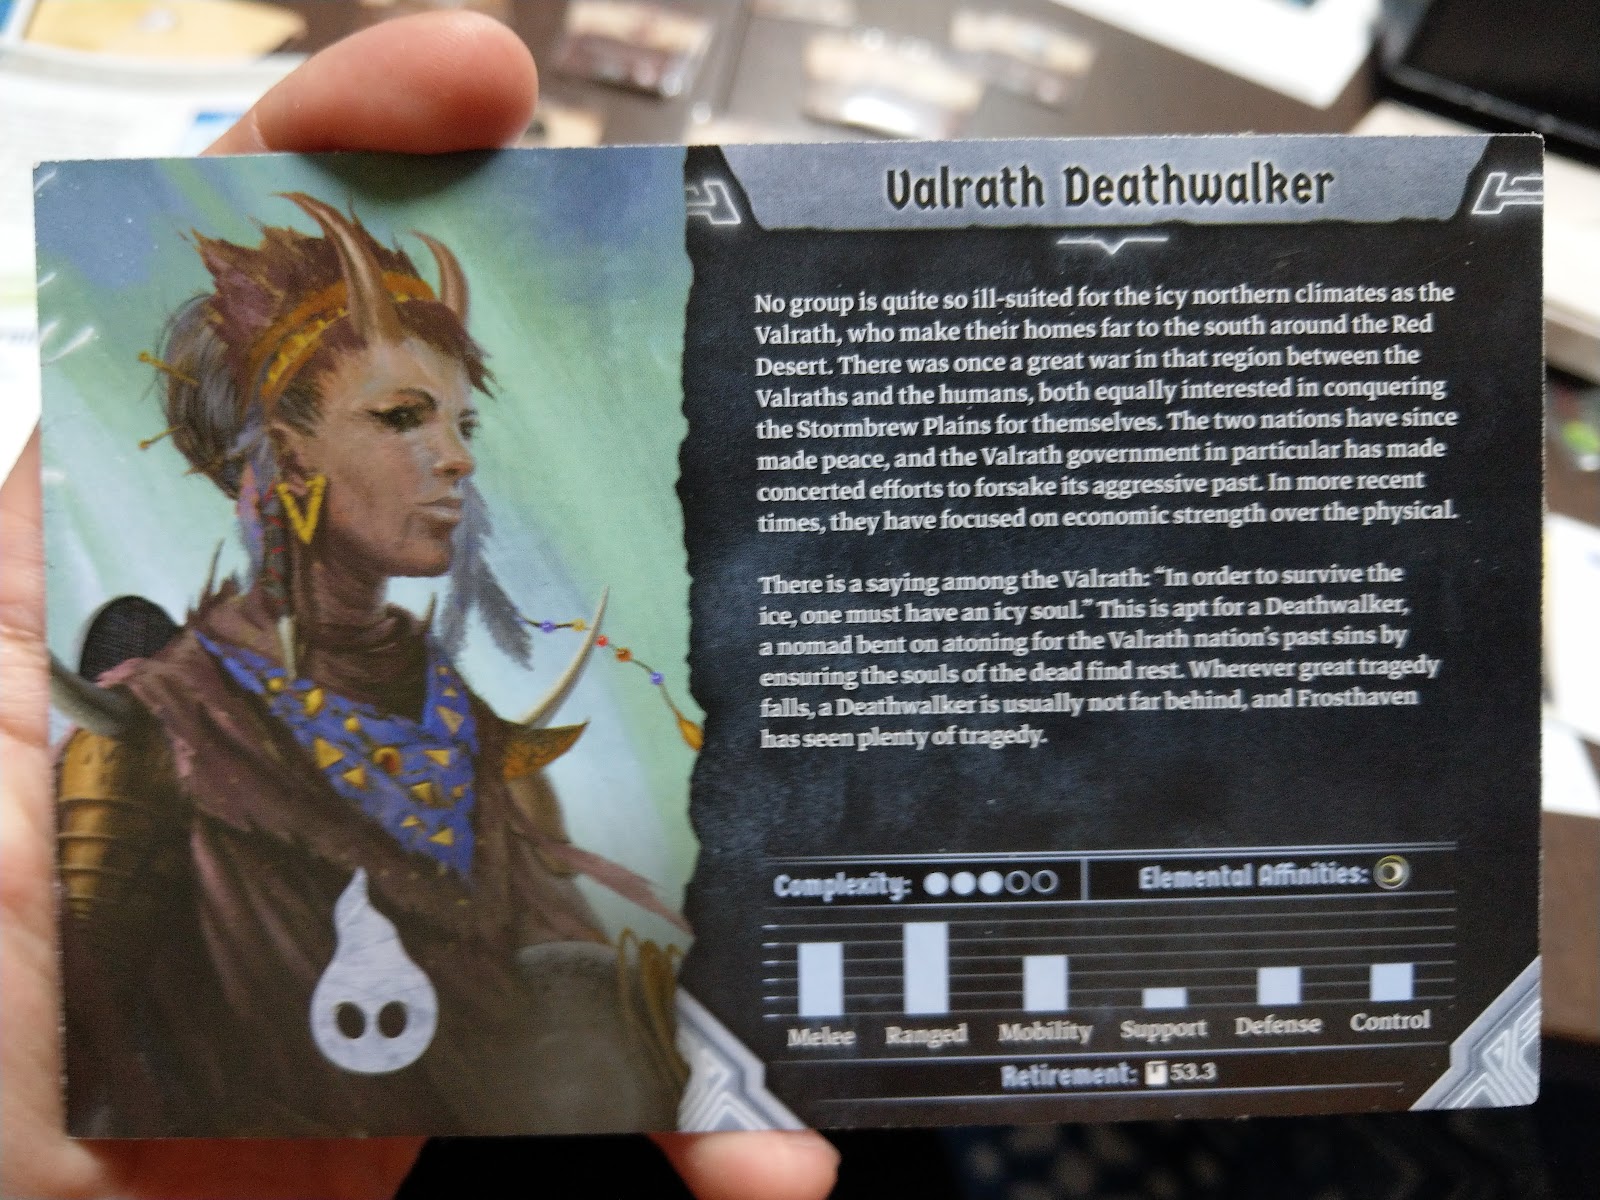 Valrath Deathwalker
No group is quite so ill-suited for the icy northern climates as the
Valrath, who make their homes far to the south around the Red
Desert. There was once a great war in that region between the
Valraths and the humans, both equally interested in conquering
the Stormbrew Plains for themselves. The two nations have since
made peace, and the Valrath government in particular has made
concerted efforts to forsake its aggressive past. In more recent
times, they have focused on economic strength over the physical.
There is a saying among the Valrath: “In order to survive the
ice, one must have an icy soul.” This is apt for a Deathwalker,
a nomad bent on atoning for the Valrath nation’s past sins by
ensuring the souls of the dead find rest. Wherever great tragedy
falls, a Deathwalker is usually not far behind, and Frosthaven
has seen plenty of tragedy.
Complexity: Elemental Affinities:
Melee Ranged Mobility Support Defense Control
Retirement: 53.3